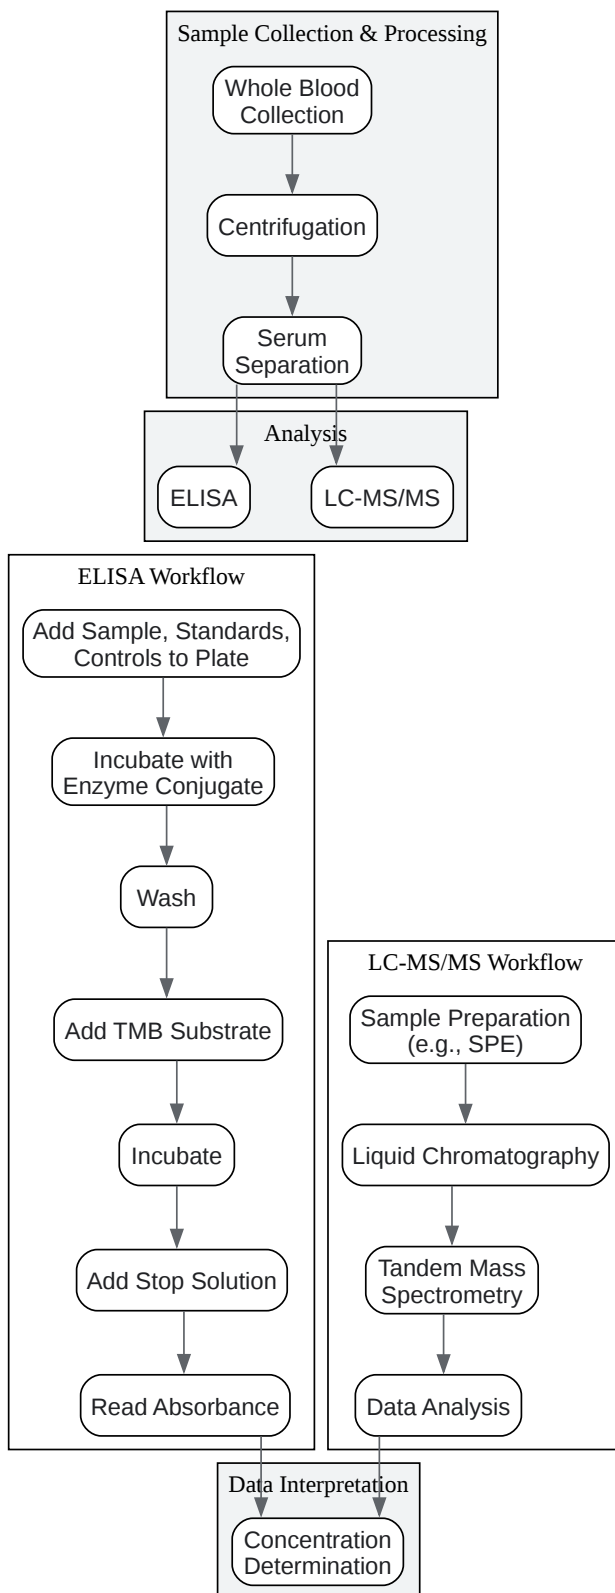 Sample Collection & Processing
Whole Blood
Collection
Centrifugation
Serum
Separation
Analysis
ELISA
LC-MS/MS
ELISA Workflow
Add Sample, Standards,
Controls to Plate
Incubate with
Enzyme Conjugate
Wash
Add TMB Substrate
Incubate
Add Stop Solution
Read Absorbance
LC-MS/MS Workflow
Sample Preparation
(e.g., SPE)
Liquid Chromatography
Tandem Mass
Spectrometry
Data Analysis
Data Interpretation
Concentration
Determination